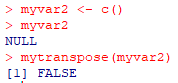 > myvar2 <- c()
> myvar2
NULL
> mytranspose(myvar2)
[1] FALSE